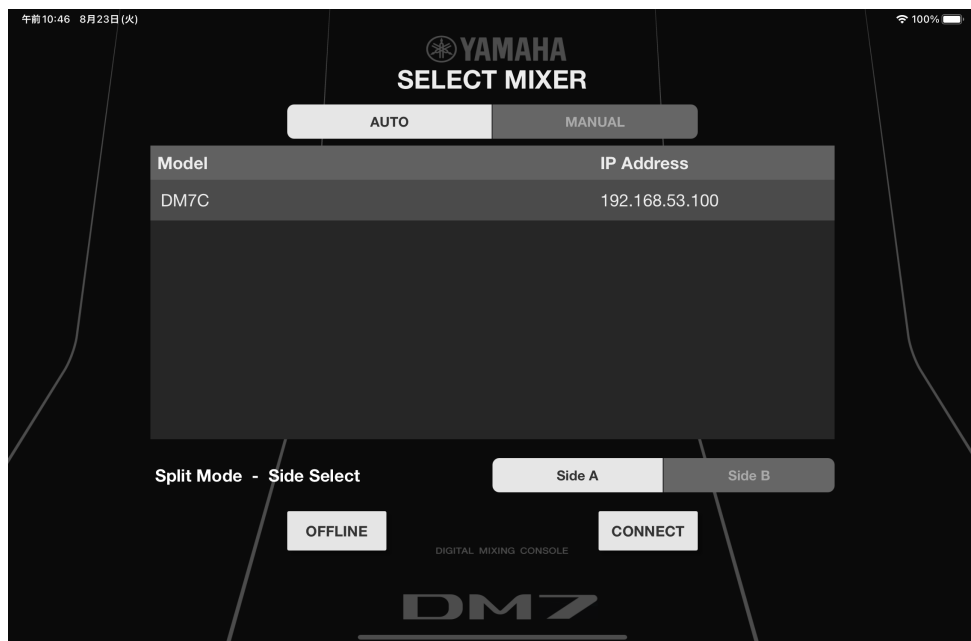 午前10:46 8月23日(火) 100%
YAMAHA
SELECT MIXER
AUTO MANUAL
Model IP Address
DM7C 192.168.53.100
Split Mode - Side Select Side A Side B
OFFLINE CONNECT
DIGITAL MIXING CONSOLE
DM7